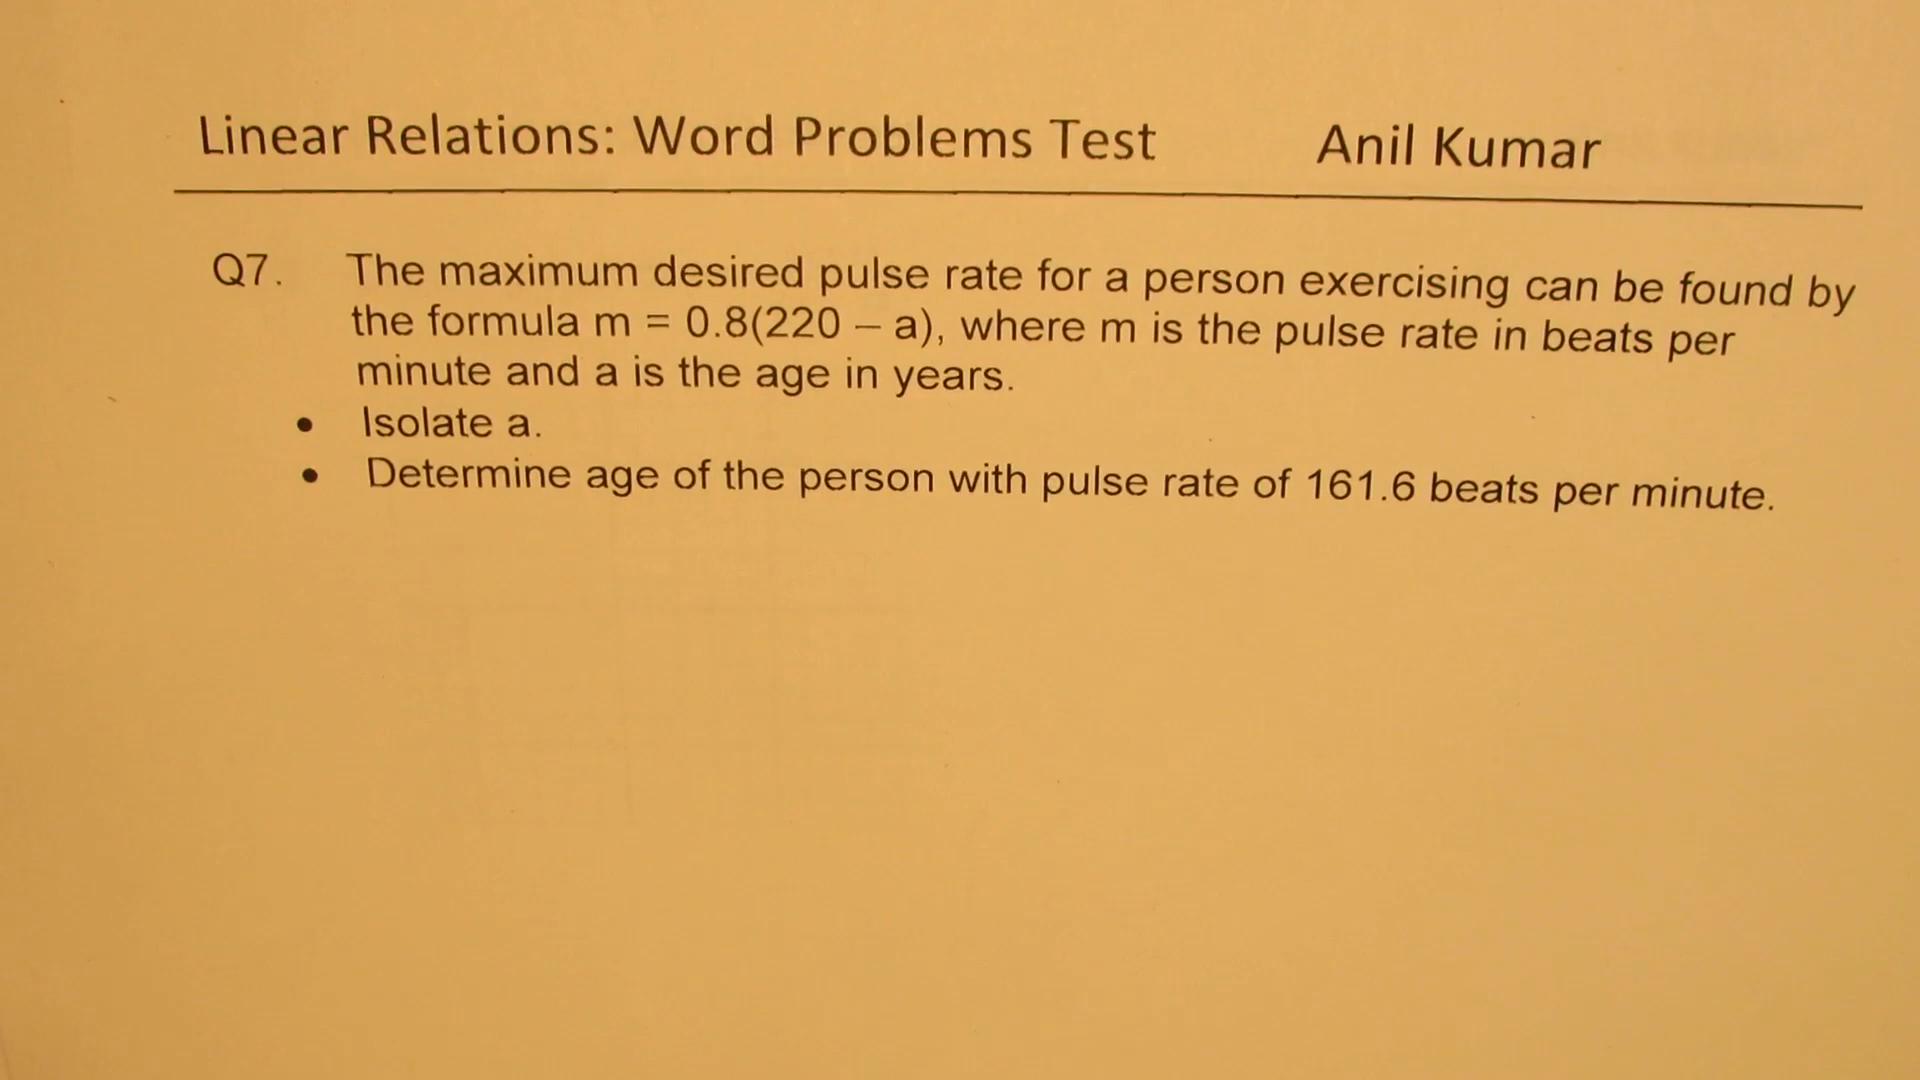 Linear Relations: Word Problems Test Anil Kumar
Q7. The maximum desired pulse rate for a person exercising can be found by
the formula m = 0.8(220 – a), where m is the pulse rate in beats per
minute and a is the age in years.
• Isolate a.
• Determine age of the person with pulse rate of 161.6 beats per minute.